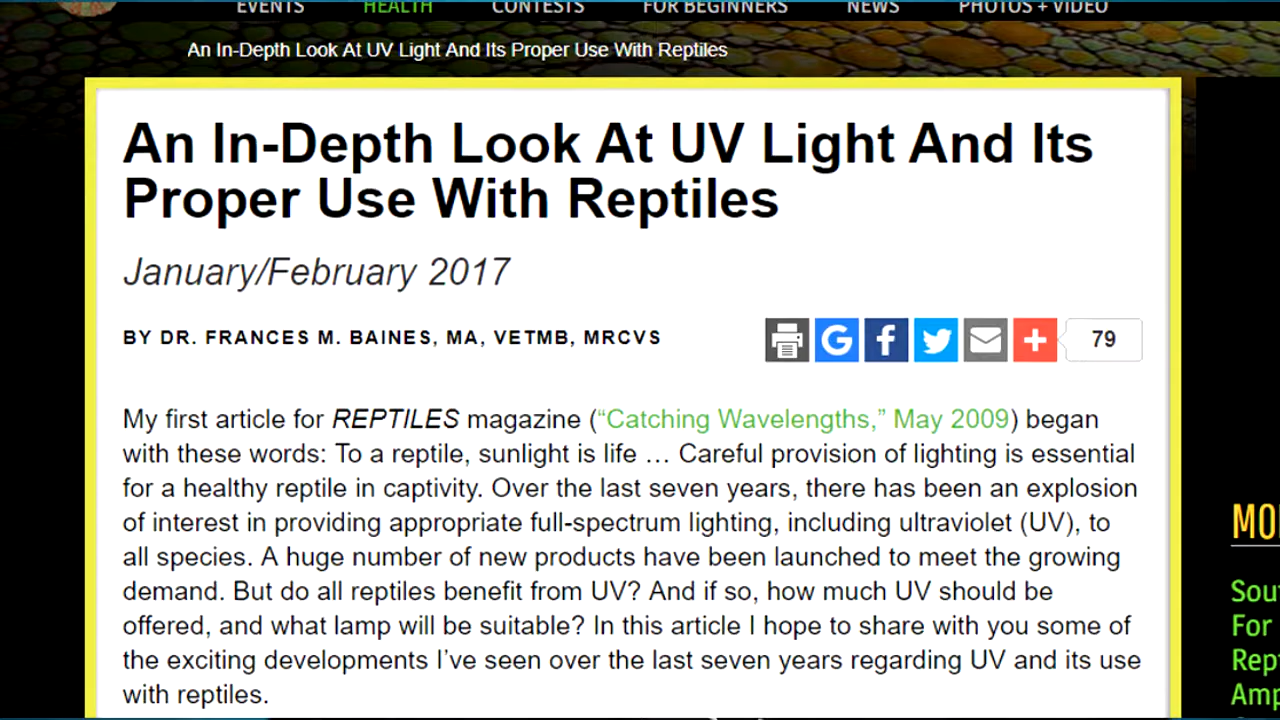 EVENTS HEALTH CONTESTS FOR BEGINNERS NEWS PHOTOS + VIDEO
An In-Depth Look At UV Light And Its Proper Use With Reptiles
An In-Depth Look At UV Light And Its
Proper Use With Reptiles
January/February 2017
BY DR. FRANCES M. BAINES, MA, VETMB, MRCVS
79
My first article for REPTILES magazine (“Catching Wavelengths,” May 2009) began
with these words: To a reptile, sunlight is life … Careful provision of lighting is essential
for a healthy reptile in captivity. Over the last seven years, there has been an explosion
of interest in providing appropriate full-spectrum lighting, including ultraviolet (UV), to
all species. A huge number of new products have been launched to meet the growing
demand. But do all reptiles benefit from UV? And if so, how much UV should be
offered, and what lamp will be suitable? In this article I hope to share with you some of
the exciting developments I’ve seen over the last seven years regarding UV and its use
with reptiles.
For